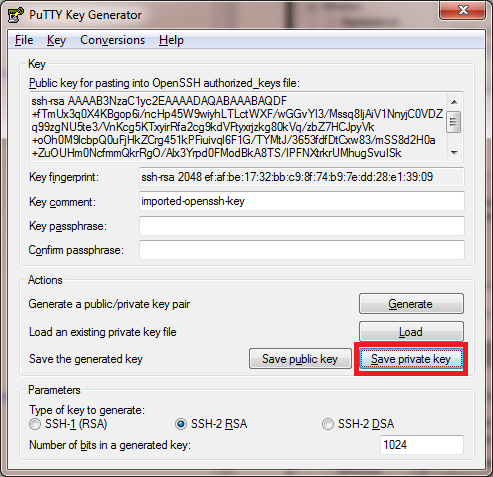 PuTTY Key Generator
File Key Conversions Help
Key
Public key for pasting into OpenSSH authorized_keys file:
ssh-rsa AAAAB3NzaC1yc2EAAAADAQABAAABAQDF
+fTmUx3q0X4KBgop6i/ncHp45W9wiyhLTLctWXF/wGGvYI3/Mssq8IjAiV1NnyjC0VDZ
q99zgNU5te3/VnKcg5KTxyirRfa2cg9kdVFtyxrjzkg80kVq/zbZ7HCJpyVk
+oOh0M9lcbpQ0uFjHkZCrg451kPFiuivqI6F1G/TYMtJ/3653fdfDtCxw83/mSS8d2H0a
+ZuOUHm0NcfmmQkrRgO/Alx3Yrpd0FModBkA8TS/IPFNXtrkrUMhugSvuISk
Key fingerprint: ssh-rsa 2048 ef:af:be:17:32:bb:c9:8f:74:b9:7e:dd:28:e1:39:09
Key comment: imported-openssh-key
Key passphrase:
Confirm passphrase:
Actions
Generate a public/private key pair Generate
Load an existing private key file Load
Save the generated key Save public key Save private key
Parameters
Type of key to generate:
SSH-1 (RSA) SSH-2 RSA SSH-2 DSA
Number of bits in a generated key: 1024